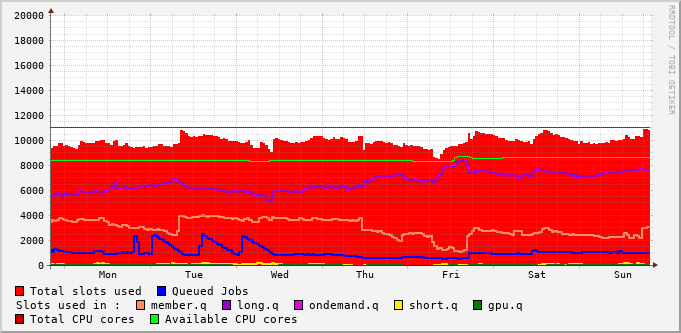 RRDTOOL / TOBI OETIKER
20000
18000
16000
14000
12000
10000
8000
6000
4000
2000
0
Mon Tue Wed Thu Fri Sat Sun
Total slots used Queued Jobs
Slots used in : member.q long.q ondemand.q short.q gpu.q
Total CPU cores Available CPU cores